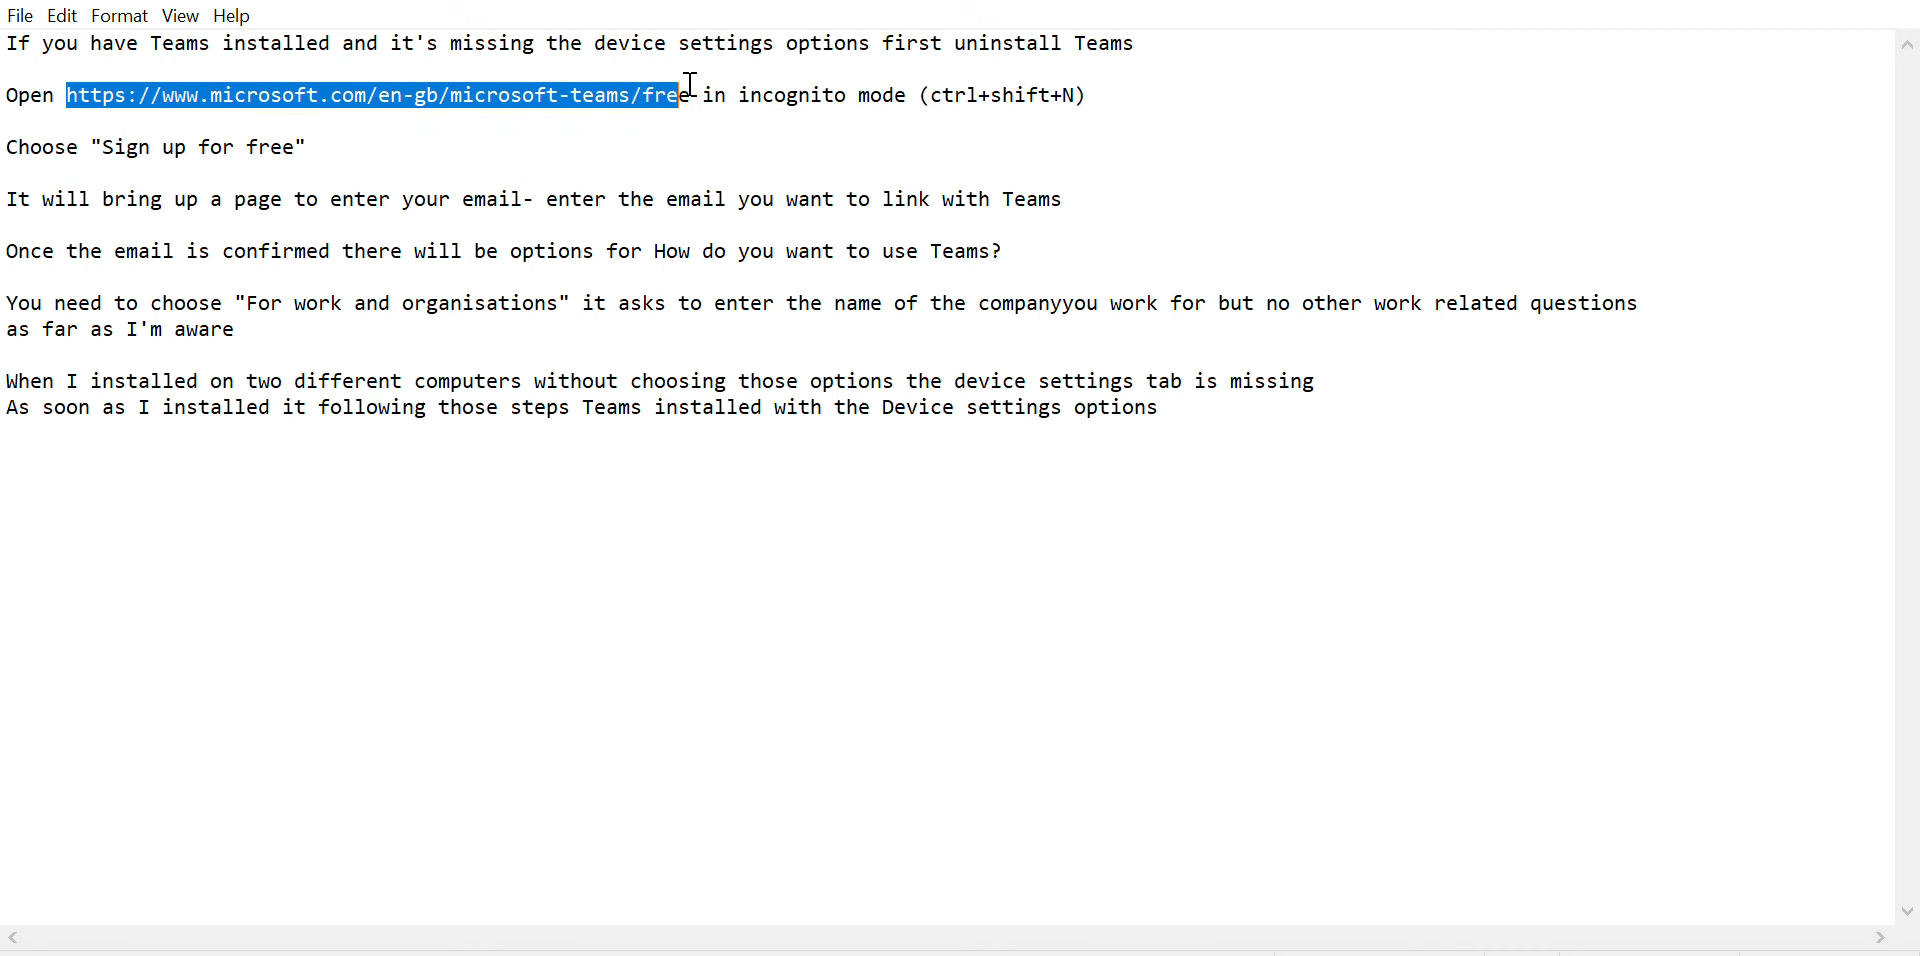 File Edit Format View Help
If you have Teams installed and it's missing the device settings options first uninstall Teams
Open https://www.microsoft.com/en-gb/microsoft-teams/free in incognito mode (ctrl+shift+N)
Choose "Sign up for free"
It will bring up a page to enter your email- enter the email you want to link with Teams
Once the email is confirmed there will be options for How do you want to use Teams?
You need to choose "For work and organisations" it asks to enter the name of the companyyou work for but no other work related questions
as far as I'm aware
When I installed on two different computers without choosing those options the device settings tab is missing
As soon as I installed it following those steps Teams installed with the Device settings options